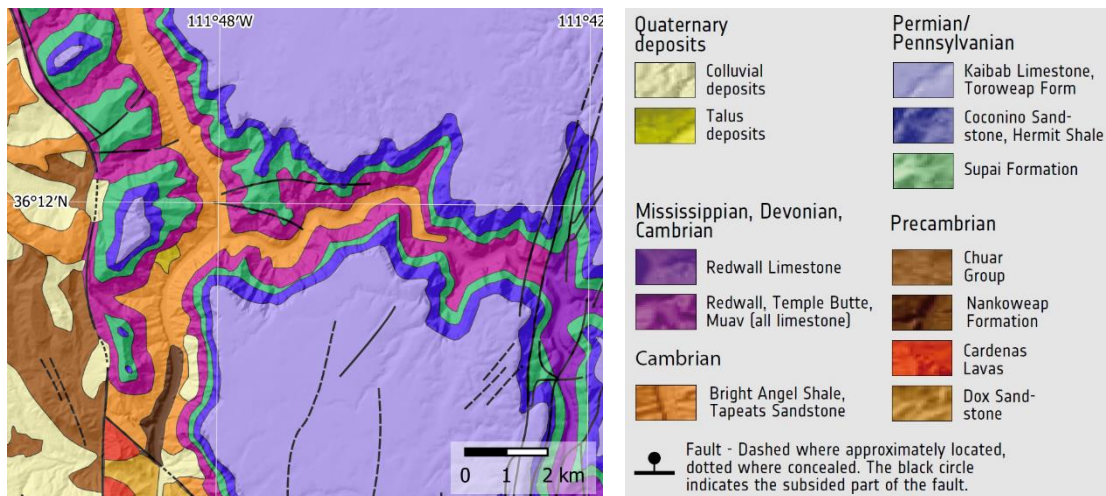 111°48'W
111°42
36°12'N
0 1 2 km
Quaternary
deposits
Colluvial
deposits
Talus
deposits
Mississippian, Devonian,
Cambrian
Redwall Limestone
Redwall, Temple Butte,
Muav (all limestone)
Cambrian
Bright Angel Shale,
Tapeats Sandstone
Permian/
Pennsylvanian
Kaibab Limestone,
Toroweap Form
Coconino Sand-
stone, Hermit Shale
Supai Formation
Precambrian
Chuar
Group
Nankoweap
Formation
Cardenas
Lavas
Dox Sand-
stone
Fault - Dashed where approximately located,
dotted where concealed. The black circle
indicates the subsided part of the fault.